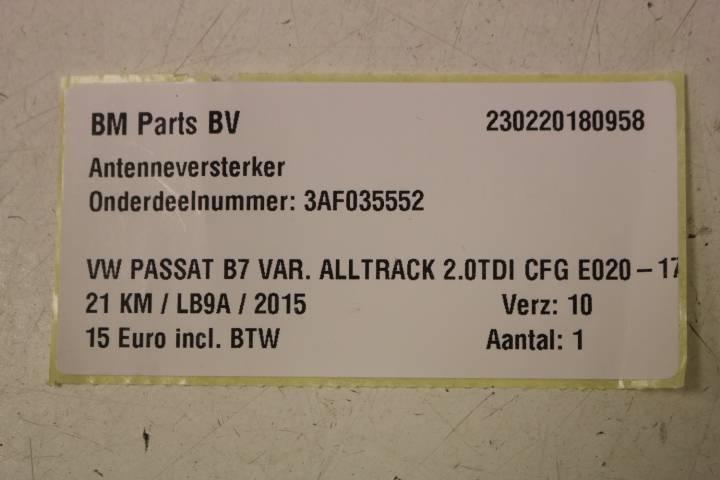 BM Parts BV 230220180958
Antenneversterker
Onderdeelnummer: 3AF035552
VW PASSAT B7 VAR. ALLTRACK 2.0TDI CFG E020 - 17
21 KM / LB9A / 2015 Verz: 10
15 Euro incl. BTW Aantal: 1